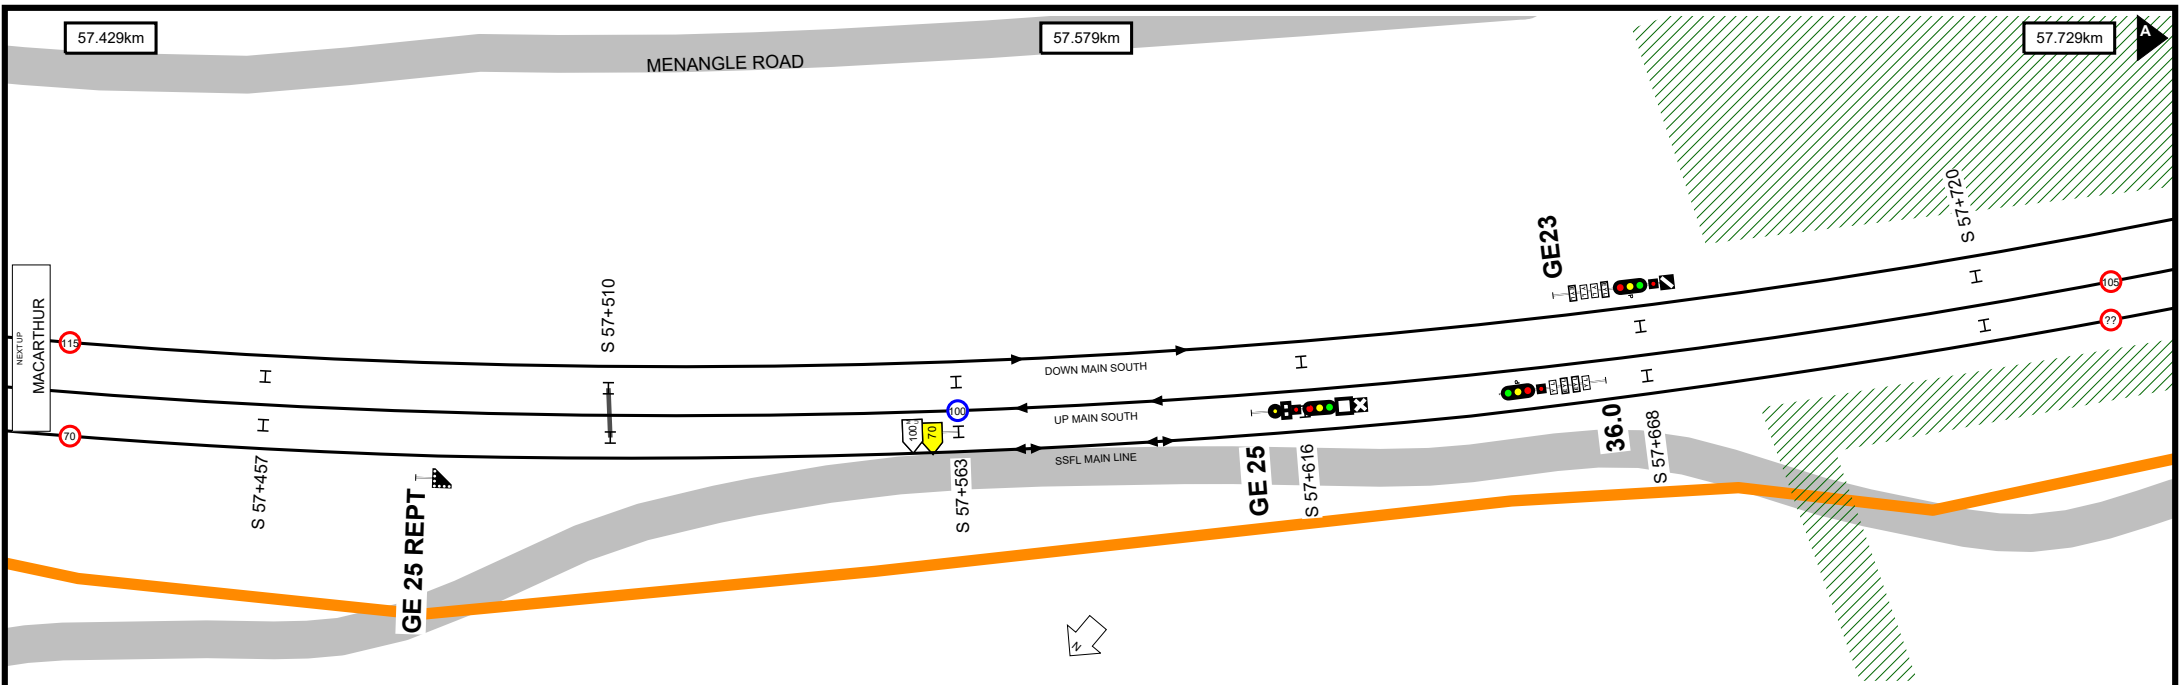 57.429km
57.579km
57.729km
A
MENANGLE ROAD
S 57+720
GE23
NEXT UP
MACARTHUR
S 57+510
115
105
??
DOWN MAIN SOUTH
100
UP MAIN SOUTH
100
70
70
SSFL MAIN LINE
36.0
S 57+668
GE 25
S 57+616
S 57+457
S 57+563
GE 25 REPT
N